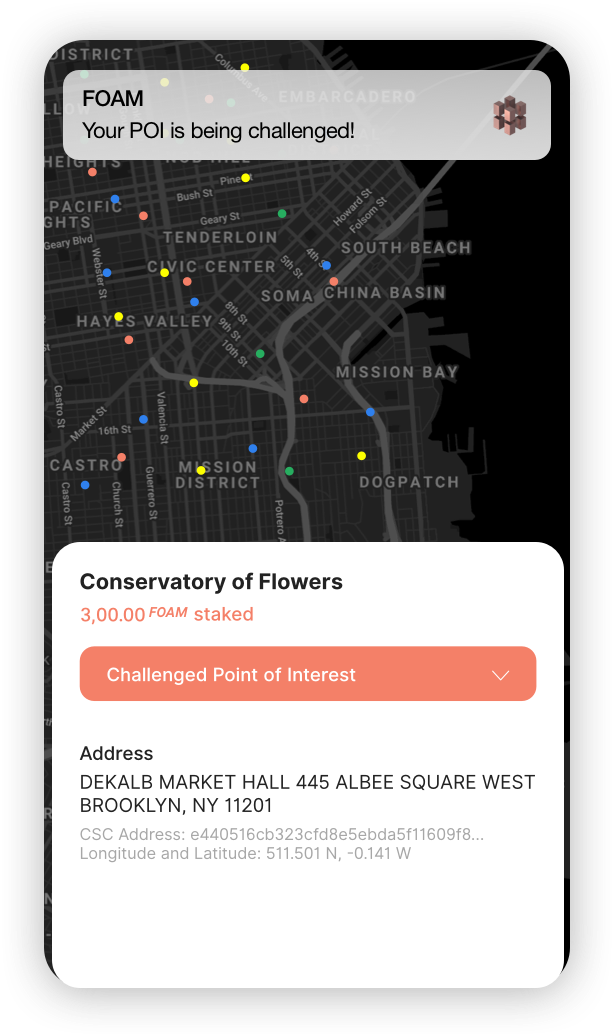 DISTRICT
Columbus Ave
EMBARCADERO
FOAM
Your POI is being challenged!
HEIGHTS
NOB HILL
Pine St
Bush St
PACIFIC
GHTS
Geary St
Howard St
Folsom St
Geary Blvd
TENDERLOIN
SOUTH BEACH
Webster St
CIVIC CENTER
5th St
4th St
SOMA
CHINA BASIN
HAYES VALLEY
8th St
9th St
10th St
MISSION BAY
Castro St
Market St
16th St
Valencia St
CASTRO
MISSION
DISTRICT
DOGPATCH
Castro St
Church St
Guerrero St
Potrero A
Conservatory of Flowers
3,00.00 FOAM staked
Challenged Point of Interest
Address
DEKALB MARKET HALL 445 ALBEE SQUARE WEST
BROOKLYN, NY 11201
CSC Address: e440516cb323cfd8e5ebda5f11609f8...
Longitude and Latitude: 511.501 N, -0.141 W